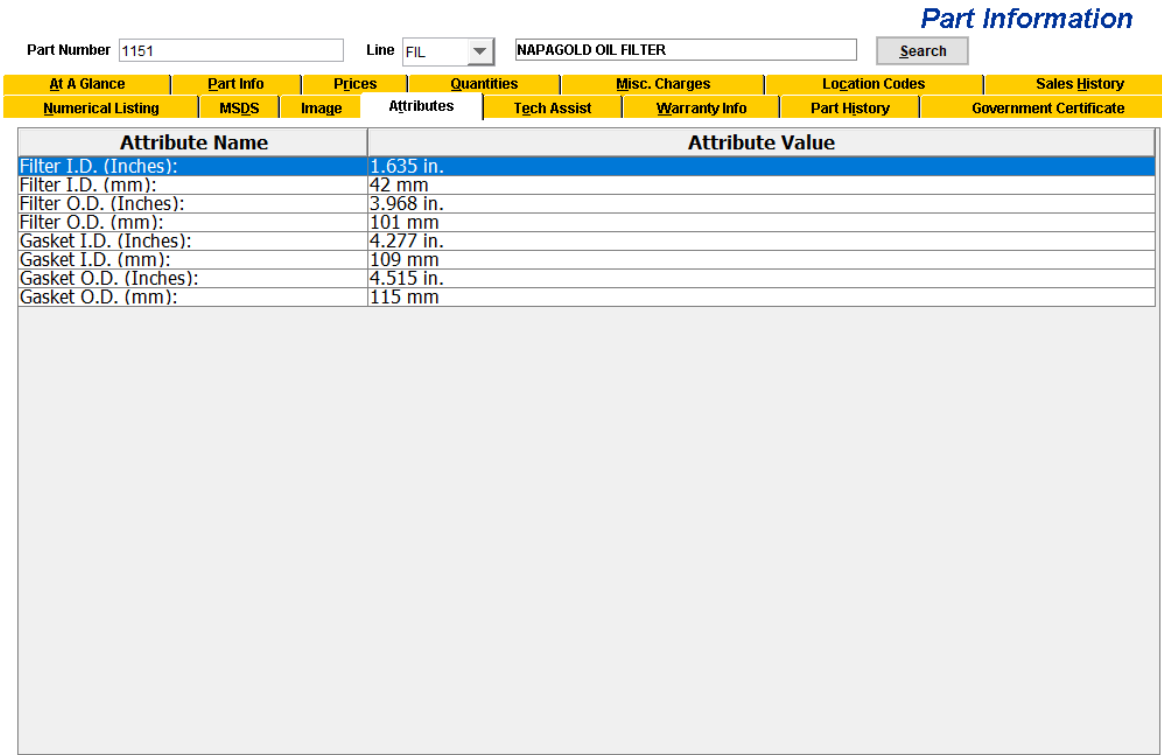 Part Information
Part Number 1151 Line FIL NAPAGOLD OIL FILTER Search
At A Glance Part Info Prices Quantities Misc. Charges Location Codes Sales History
Numerical Listing MSDS Image Attributes Tech Assist Warranty Info Part History Government Certificate
Attribute Name Attribute Value
Filter I.D. (Inches): 1.635 in.
Filter I.D. (mm): 42 mm
Filter O.D. (Inches): 3.968 in.
Filter O.D. (mm): 101 mm
Gasket I.D. (Inches): 4.277 in.
Gasket I.D. (mm): 109 mm
Gasket O.D. (Inches): 4.515 in.
Gasket O.D. (mm): 115 mm